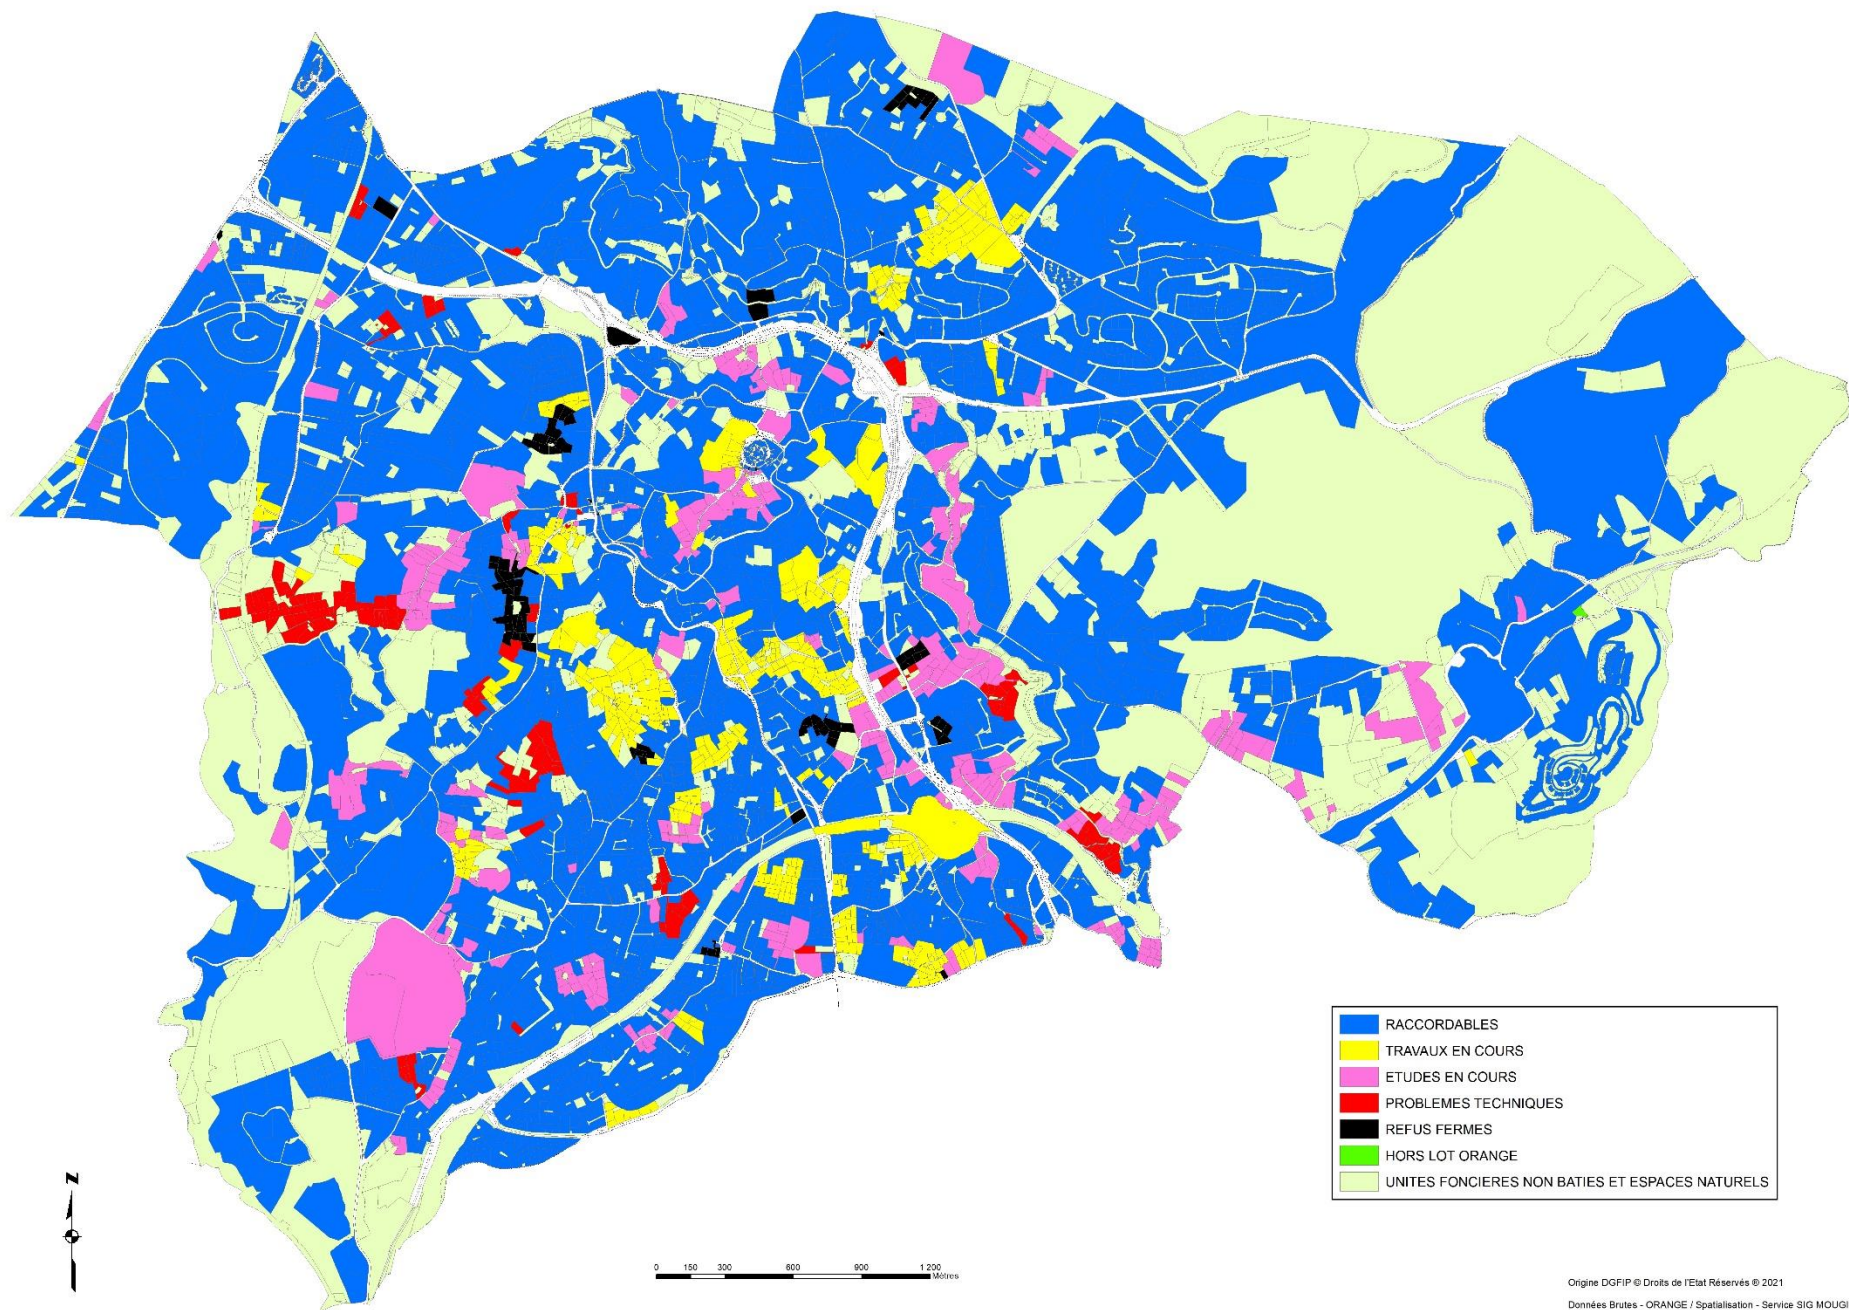 RACCORDABLES
TRAVAUX EN COURS
ETUDES EN COURS
PROBLEMES TECHNIQUES
REFUS FERMES
HORS LOT ORANGE
UNITES FONCIERES NON BATIES ET ESPACES NATURELS
N
0 150 300 600 900 1 200
Mètres
Origine DGFIP © Droits de l'Etat Réservés ® 2021
Données Brutes - ORANGE / Spatialisation - Service SIG MOUGI